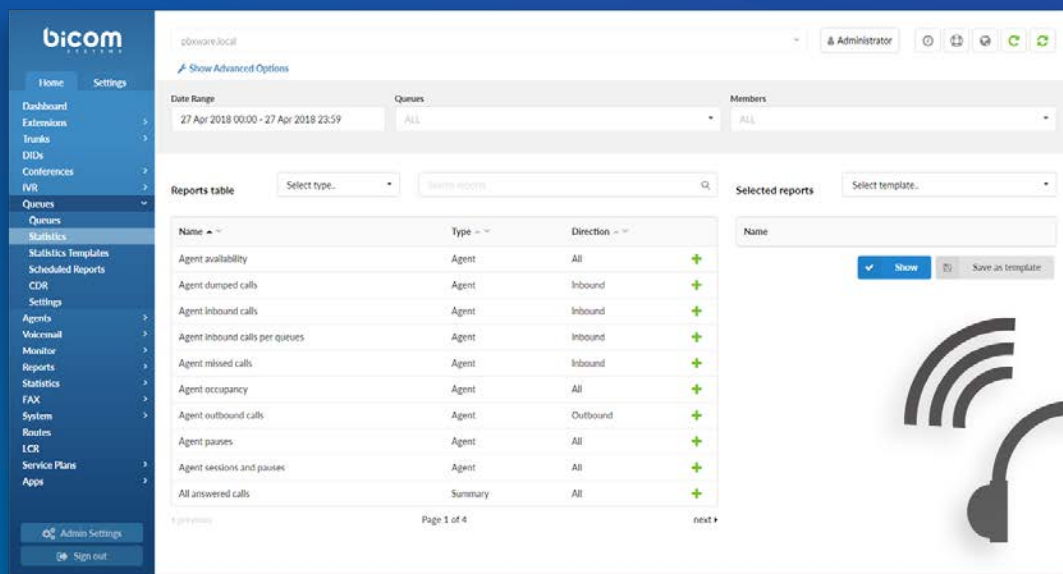 bicom
SYSTEMS
Home Settings
Dashboard
Extensions
Trunks
DIDs
Conferences
IVR
Queues
Queues
Statistics
Statistics Templates
Scheduled Reports
CDR
Settings
Agents
Voicemail
Monitor
Reports
Statistics
FAX
System
Routes
LCR
Service Plans
Apps
Admin Settings
Sign out
pbxware.local
Administrator
Show Advanced Options
Date Range Queues Members
27 Apr 2018 00:00 - 27 Apr 2018 23:59 ALL ALL
Reports table Select type.. Search reports Selected reports Select template..
Name Type Direction Name
Agent availability Agent All
Show Save as template
Agent dumped calls Agent Inbound
Agent inbound calls Agent Inbound
Agent inbound calls per queues Agent Inbound
Agent missed calls Agent Inbound
Agent occupancy Agent All
Agent outbound calls Agent Outbound
Agent pauses Agent All
Agent sessions and pauses Agent All
All answered calls Summary All
previous Page 1 of 4 next